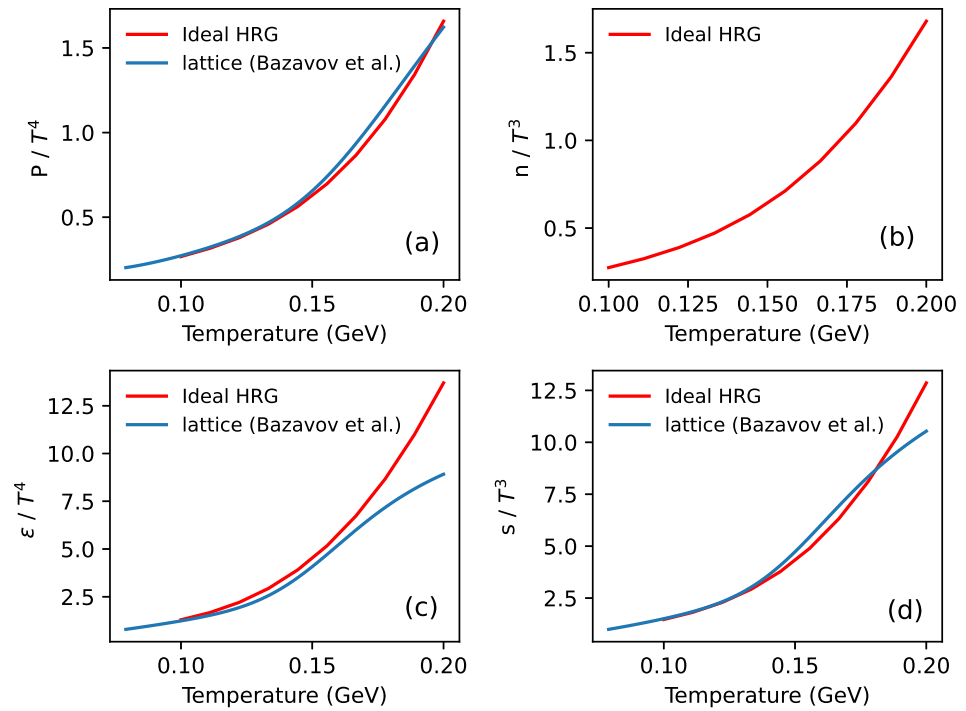 Ideal HRG
lattice (Bazavov et al.)
1.5
1.0
0.5
P / T⁴
(a)
0.10
0.15
0.20
Temperature (GeV)
Ideal HRG
1.5
1.0
0.5
n / T³
(b)
0.100
0.125
0.150
0.175
0.200
Temperature (GeV)
Ideal HRG
lattice (Bazavov et al.)
12.5
10.0
7.5
5.0
2.5
ε / T⁴
(c)
0.10
0.15
0.20
Temperature (GeV)
Ideal HRG
lattice (Bazavov et al.)
12.5
10.0
7.5
5.0
2.5
s / T³
(d)
0.10
0.15
0.20
Temperature (GeV)